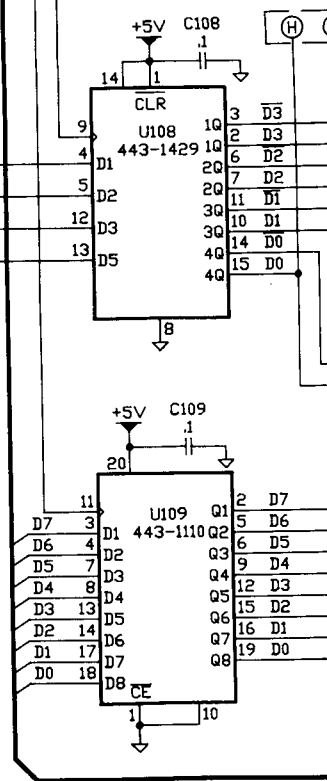 +5V C108
.1
H
14 1
CLR
9 U108
443-1429
4 D1
5 D2
12 D3
13 D5
1Q 3 D3
1Q 2 D3
2Q 6 D2
2Q 7 D2
3Q 11 D1
3Q 10 D1
4Q 14 D0
4Q 15 D0
8
+5V C109
.1
20
11 U109
443-1110
D7 3 D1
D6 4 D2
D5 7 D3
D4 8 D4
D3 13 D5
D2 14 D6
D1 17 D7
D0 18 D8
Q1 2 D7
Q2 5 D6
Q3 6 D5
Q4 9 D4
Q5 12 D3
Q6 15 D2
Q7 16 D1
Q8 19 D0
CE
1 10